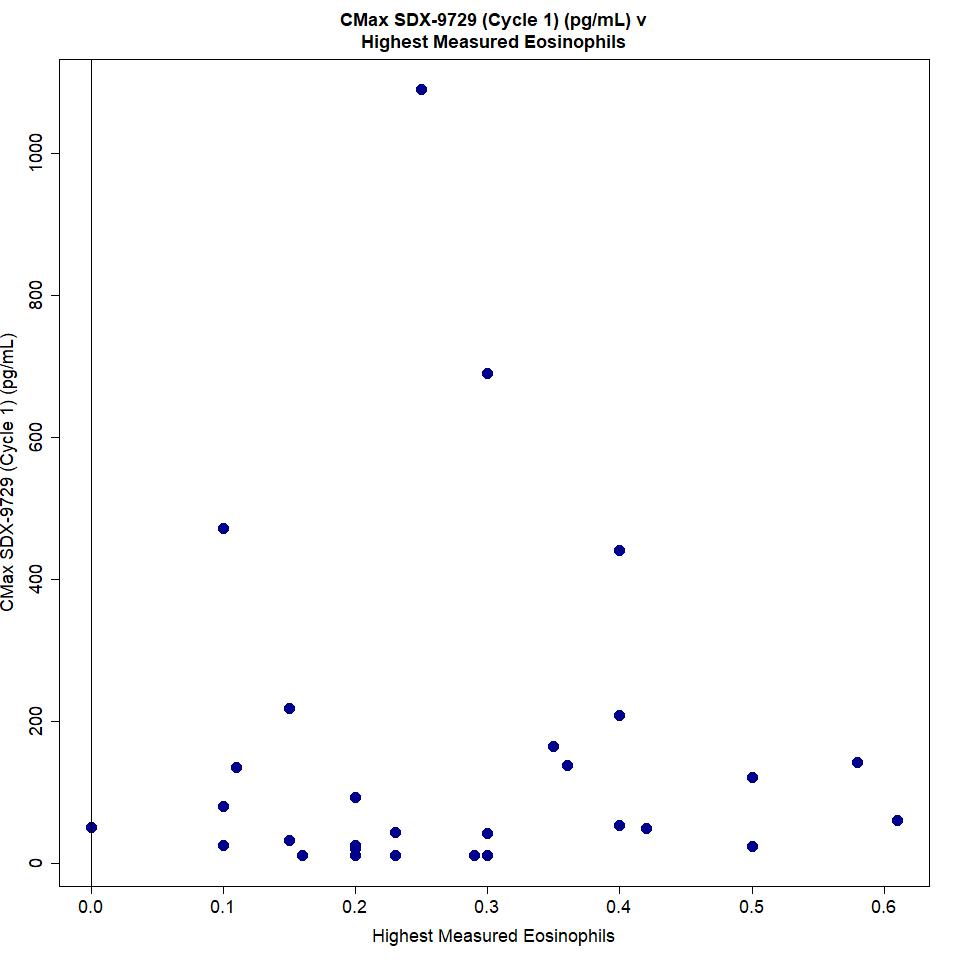 CMax SDX-9729 (Cycle 1) (pg/mL) v
Highest Measured Eosinophils
CMax SDX-9729 (Cycle 1) (pg/mL)
1000
800
600
400
200
0
0.0 0.1 0.2 0.3 0.4 0.5 0.6
Highest Measured Eosinophils